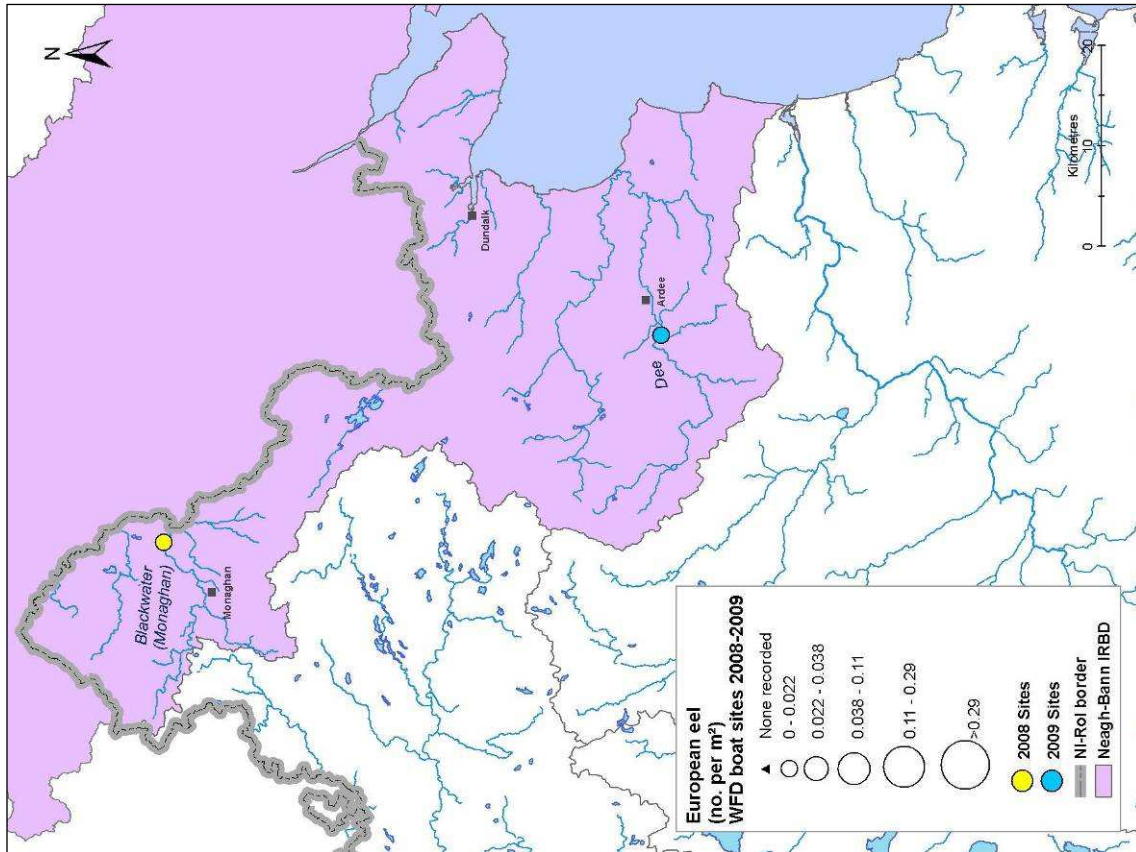 N
Blackwater
(Monaghan)
Monaghan
Dundalk
Ardee
Dee
0 10 20
Kilometres
European eel
(no. per m²)
WFD boat sites 2008-2009
None recorded
0 - 0.022
0.022 - 0.038
0.038 - 0.11
0.11 - 0.29
>0.29
2008 Sites
2009 Sites
NI-RoI border
Neagh-Bann IRBD